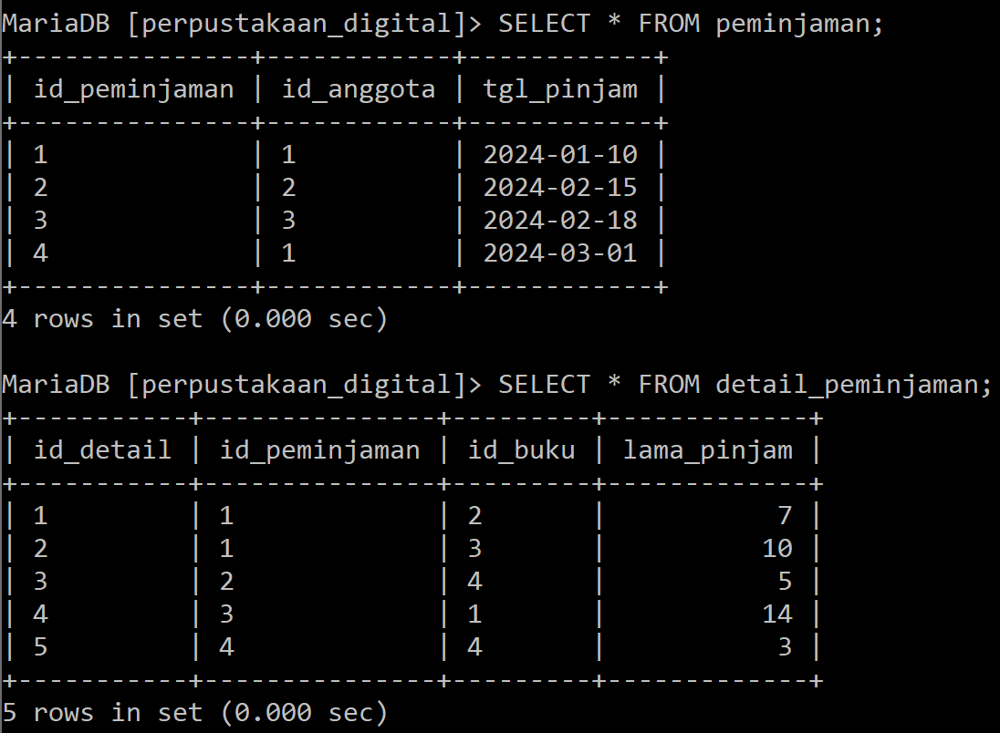 MariaDB [perpustakaan_digital]> SELECT * FROM peminjaman;
+---------------+------------+------------+
| id_peminjaman | id_anggota | tgl_pinjam |
+---------------+------------+------------+
| 1             | 1          | 2024-01-10 |
| 2             | 2          | 2024-02-15 |
| 3             | 3          | 2024-02-18 |
| 4             | 1          | 2024-03-01 |
+---------------+------------+------------+
4 rows in set (0.000 sec)
MariaDB [perpustakaan_digital]> SELECT * FROM detail_peminjaman;
+-----------+---------------+---------+-------------+
| id_detail | id_peminjaman | id_buku | lama_pinjam |
+-----------+---------------+---------+-------------+
| 1         | 1             | 2       |           7 |
| 2         | 1             | 3       |          10 |
| 3         | 2             | 4       |           5 |
| 4         | 3             | 1       |          14 |
| 5         | 4             | 4       |           3 |
+-----------+---------------+---------+-------------+
5 rows in set (0.000 sec)